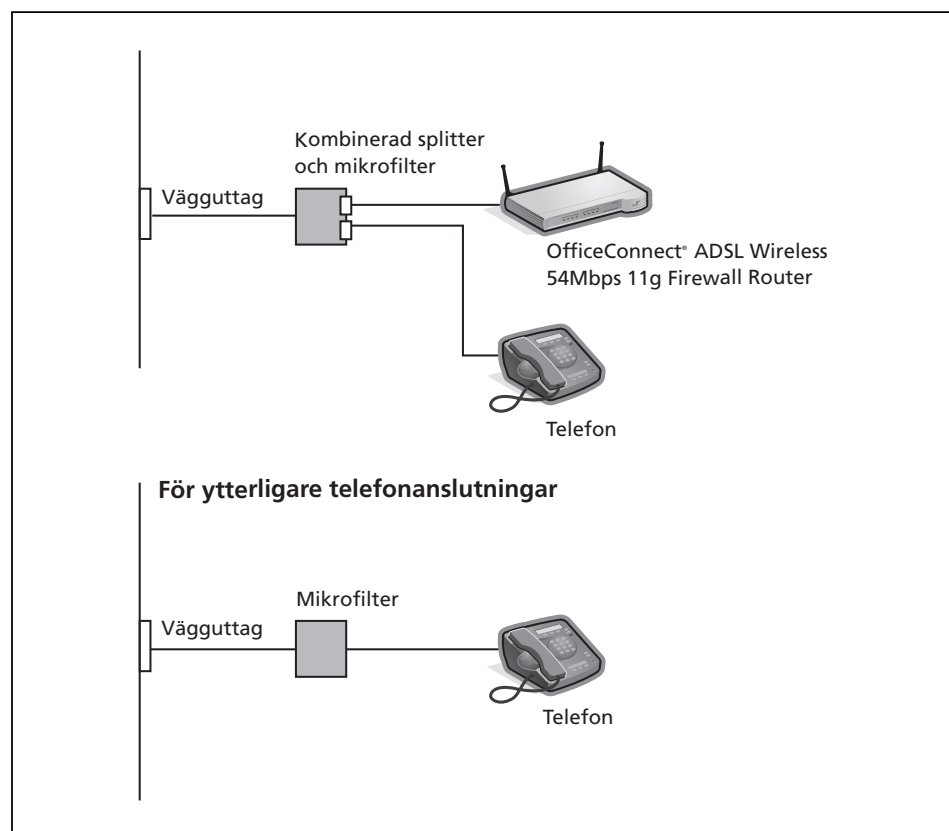 Kombinerad splitter
och mikrofilter
Vägguttag
OfficeConnect® ADSL Wireless
54Mbps 11g Firewall Router
Telefon
För ytterligare telefonanslutningar
Mikrofilter
Vägguttag
Telefon